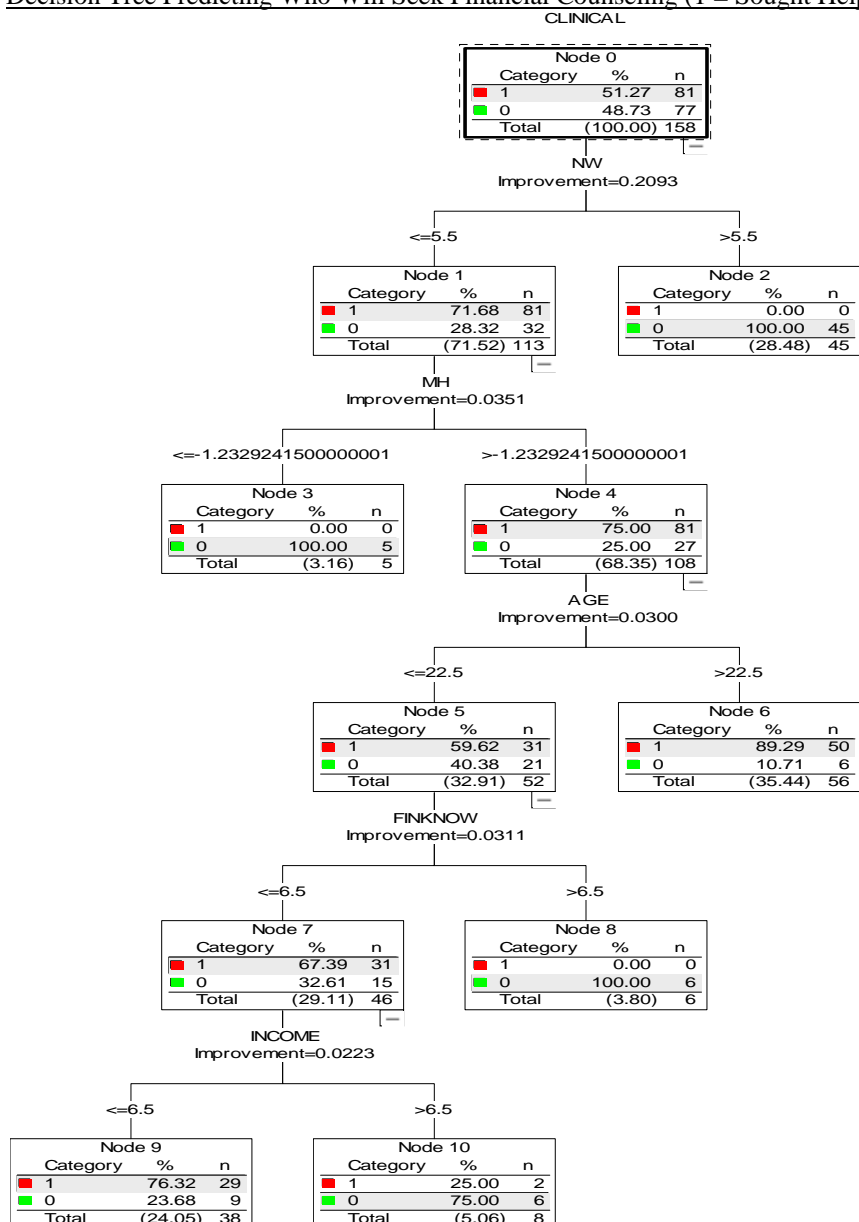 Decision Tree Predicting Who Will Seek Financial Counseling (1 = Sought Help
CLINICAL
Node 0
Category % n
1 51.27 81
0 48.73 77
Total (100.00) 158
NW
Improvement=0.2093
<=5.5 >5.5
Node 1
Category % n
1 71.68 81
0 28.32 32
Total (71.52) 113
Node 2
Category % n
1 0.00 0
0 100.00 45
Total (28.48) 45
MH
Improvement=0.0351
<=-1.2329241500000001 >-1.2329241500000001
Node 3
Category % n
1 0.00 0
0 100.00 5
Total (3.16) 5
Node 4
Category % n
1 75.00 81
0 25.00 27
Total (68.35) 108
AGE
Improvement=0.0300
<=22.5 >22.5
Node 5
Category % n
1 59.62 31
0 40.38 21
Total (32.91) 52
Node 6
Category % n
1 89.29 50
0 10.71 6
Total (35.44) 56
FINKNOW
Improvement=0.0311
<=6.5 >6.5
Node 7
Category % n
1 67.39 31
0 32.61 15
Total (29.11) 46
Node 8
Category % n
1 0.00 0
0 100.00 6
Total (3.80) 6
INCOME
Improvement=0.0223
<=6.5 >6.5
Node 9
Category % n
1 76.32 29
0 23.68 9
Total (24.05) 38
Node 10
Category % n
1 25.00 2
0 75.00 6
Total (5.06) 8